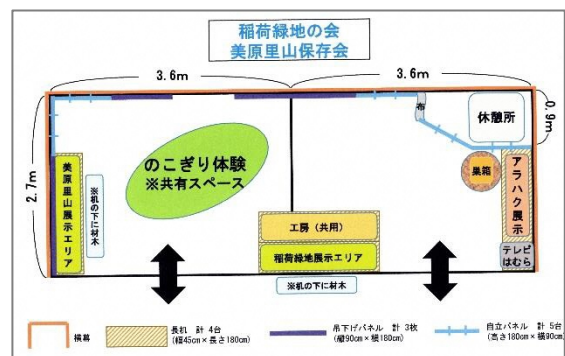 稲荷緑地の会
美原里山保存会
3.6m
3.6m
0.9m
2.7m
布
休憩所
のこぎり体験
※共有スペース
美原里山展示エリア
※机の下に材木
巣箱
アラハク展示
工房（共用）
稲荷緑地展示エリア
テレビ
はむら
※机の下に材木
横幕
長机 計 4台
(幅45cm×長さ180cm)
吊下げパネル 計 3枚
(縦90cm×横180cm)
自立パネル 計 5台
(高さ180cm×横90cm)